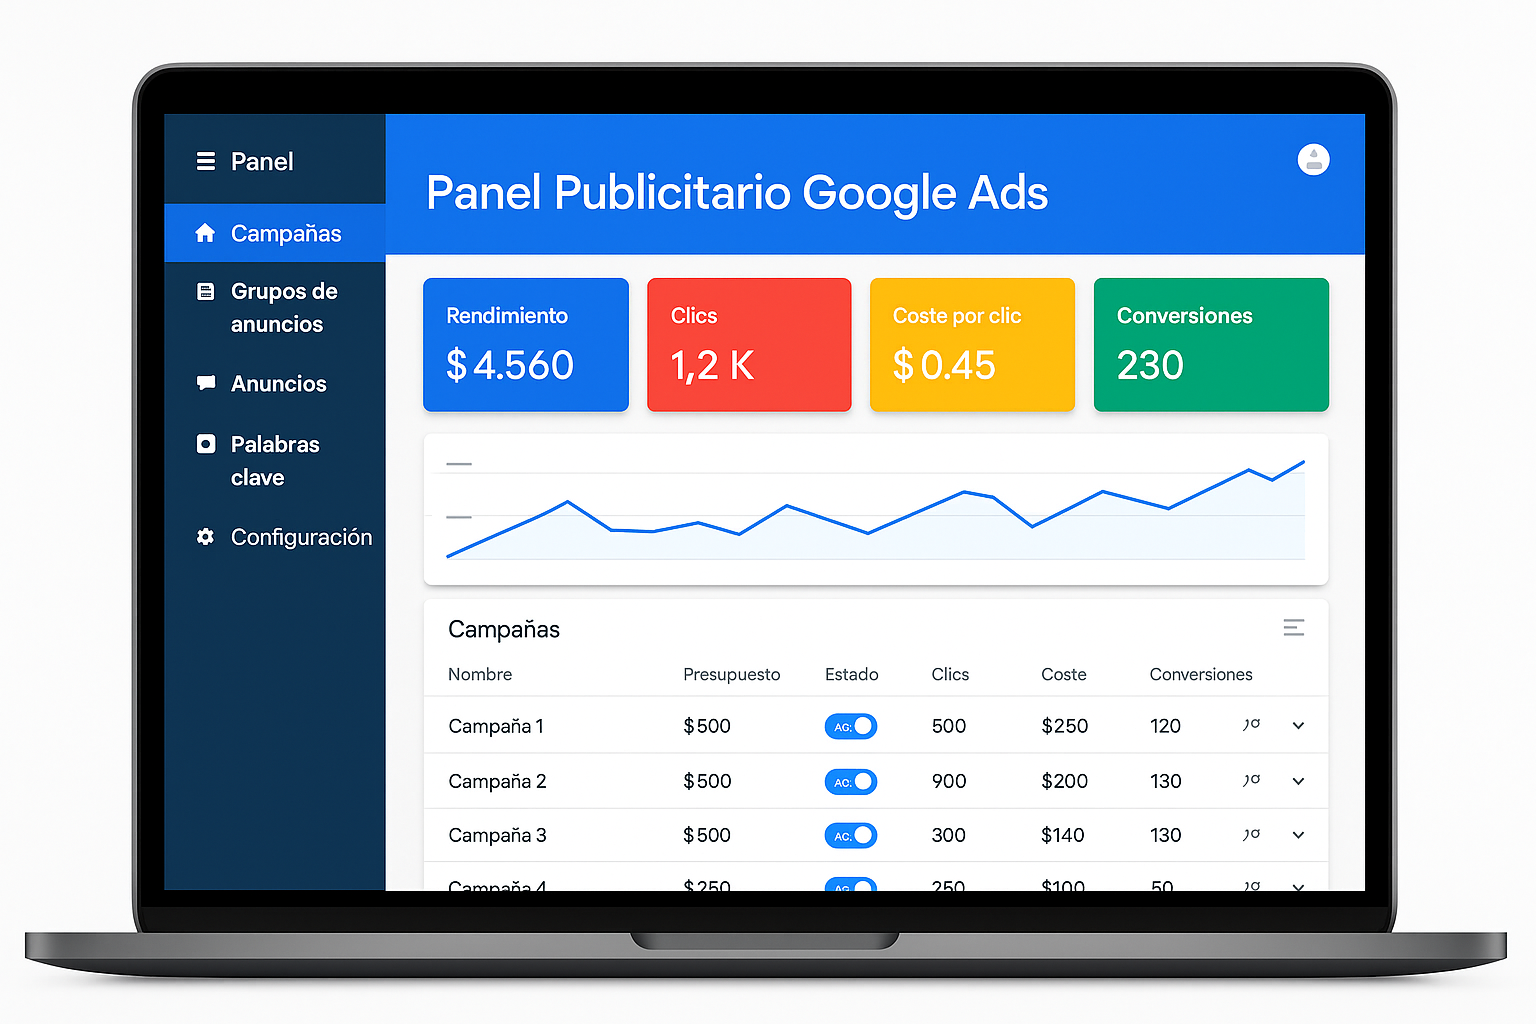 Panel
Campañas
Grupos de
anuncios
Anuncios
Palabras
clave
Configuración
Panel Publicitario Google Ads
Rendimiento
$4.560
Clics
1,2 K
Coste por clic
$0.45
Conversiones
230
Campañas
Nombre Presupuesto Estado Clics Coste Conversiones
Campaña 1 $500 AG: 500 $250 120
Campaña 2 $500 AC: 900 $200 130
Campaña 3 $500 AC: 300 $140 130
Campaña 4 $250 AG 250 $100 50